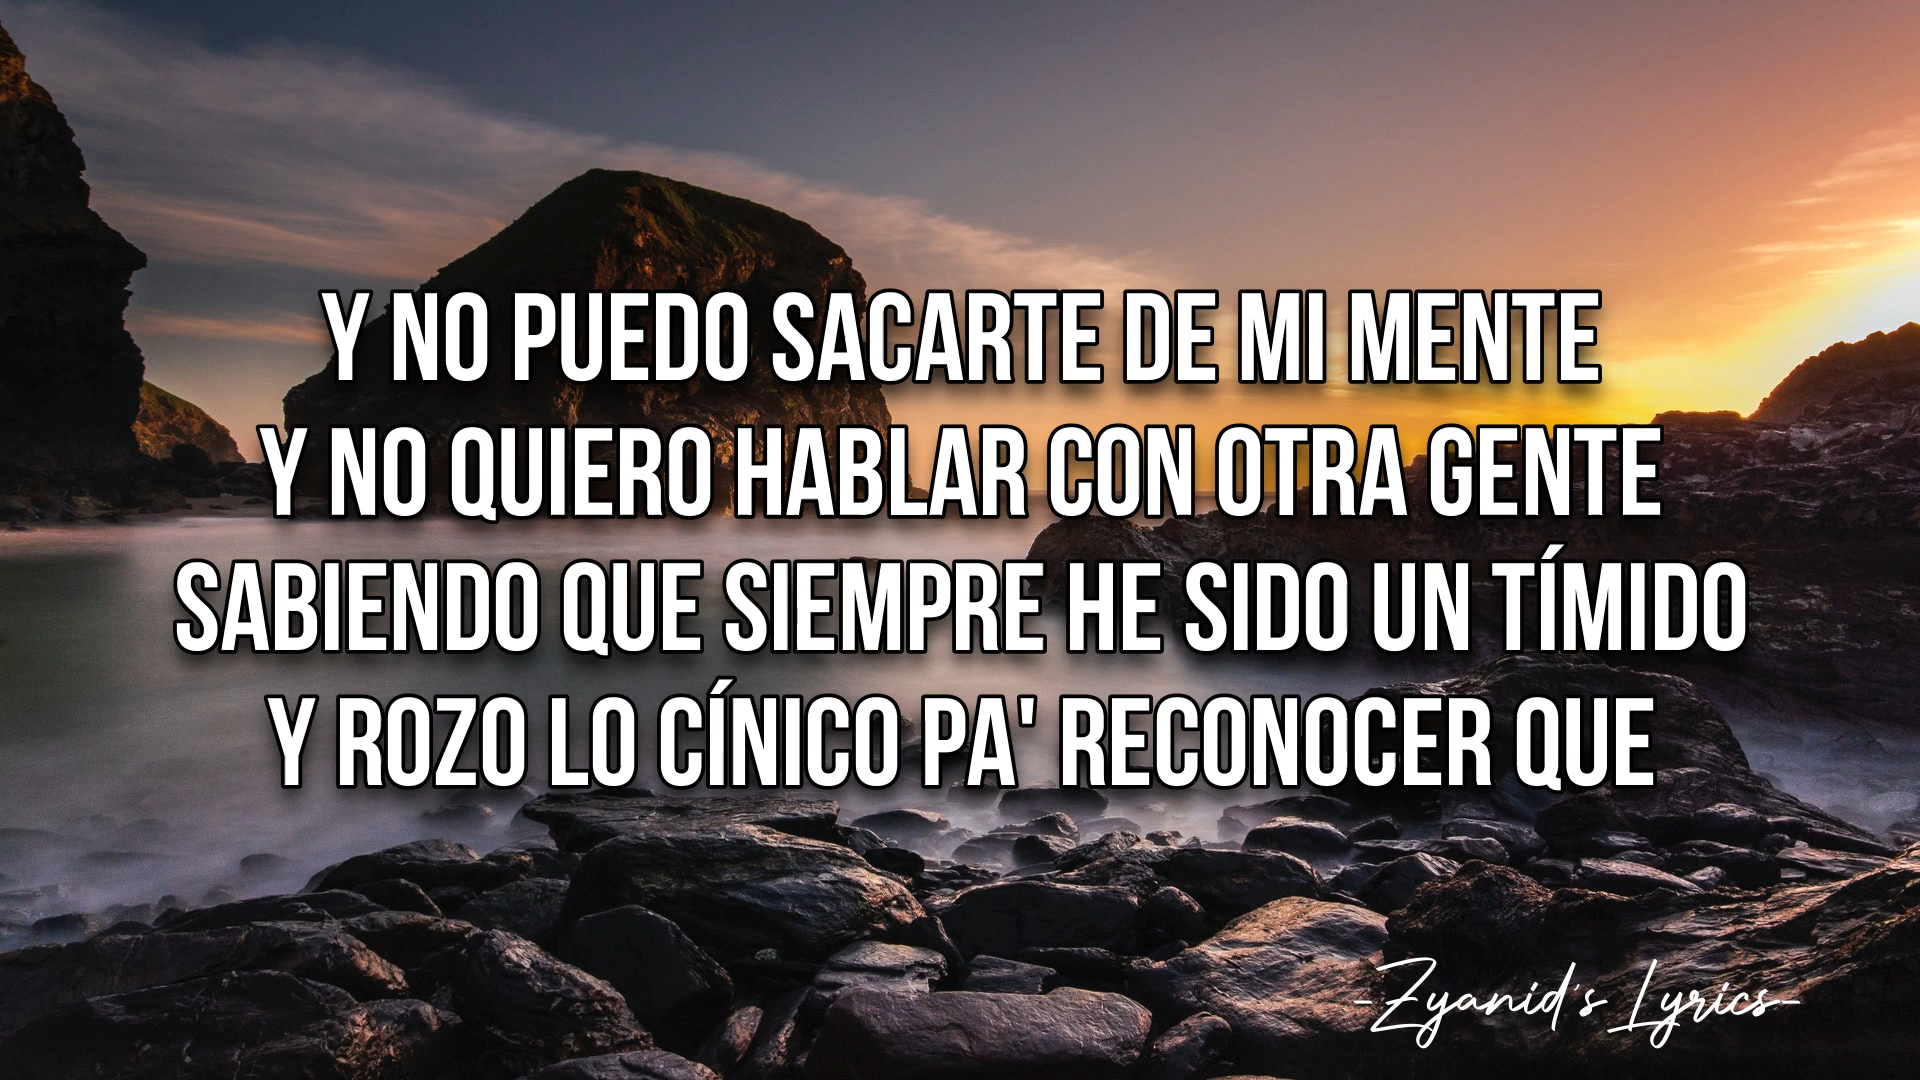 Y NO PUEDO SACARTE DE MI MENTE
Y NO QUIERO HABLAR CON OTRA GENTE
SABIENDO QUE SIEMPRE HE SIDO UN TÍMIDO
Y ROZO LO CÍNICO PA' RECONOCER QUE
-Zyanid's Lyrics-